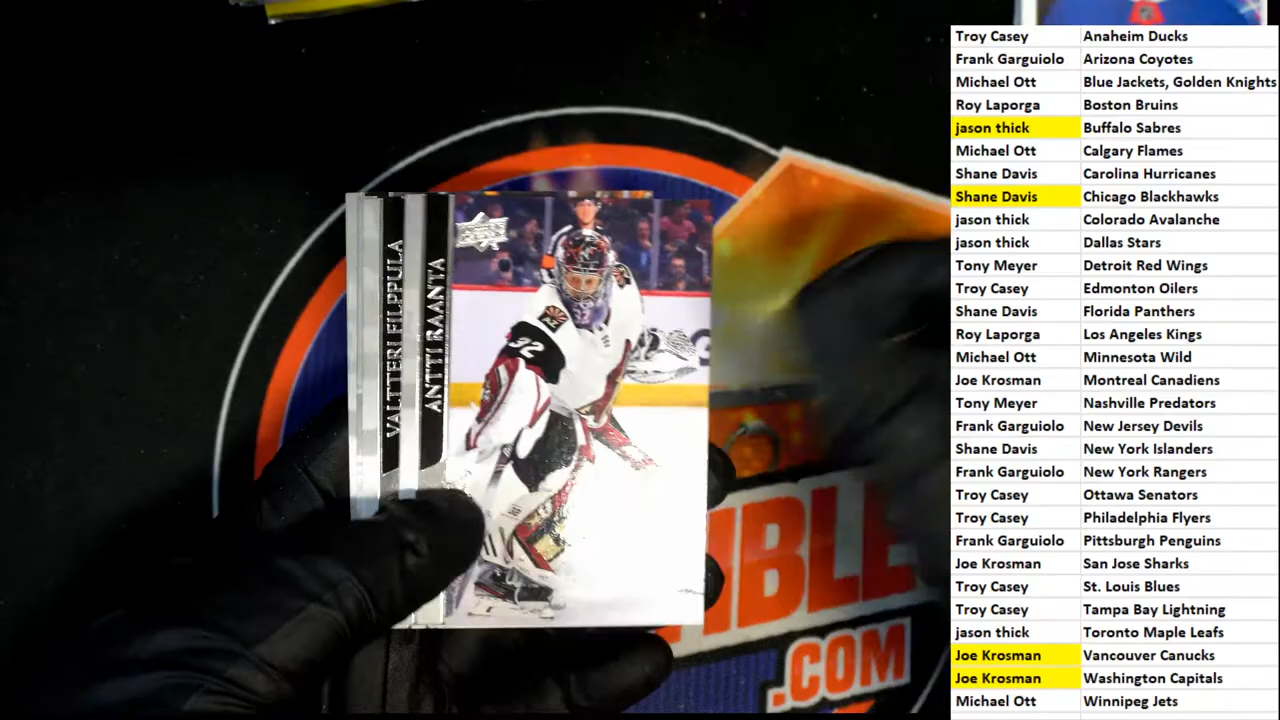 VALTTERI FILPPULA
ANTTI RAANTA
32
AZ
.COM
Troy Casey Anaheim Ducks
Frank Garguiolo Arizona Coyotes
Michael Ott Blue Jackets, Golden Knights
Roy Laporga Boston Bruins
jason thick Buffalo Sabres
Michael Ott Calgary Flames
Shane Davis Carolina Hurricanes
Shane Davis Chicago Blackhawks
jason thick Colorado Avalanche
jason thick Dallas Stars
Tony Meyer Detroit Red Wings
Troy Casey Edmonton Oilers
Shane Davis Florida Panthers
Roy Laporga Los Angeles Kings
Michael Ott Minnesota Wild
Joe Krosman Montreal Canadiens
Tony Meyer Nashville Predators
Frank Garguiolo New Jersey Devils
Shane Davis New York Islanders
Frank Garguiolo New York Rangers
Troy Casey Ottawa Senators
Troy Casey Philadelphia Flyers
Frank Garguiolo Pittsburgh Penguins
Joe Krosman San Jose Sharks
Troy Casey St. Louis Blues
Troy Casey Tampa Bay Lightning
jason thick Toronto Maple Leafs
Joe Krosman Vancouver Canucks
Joe Krosman Washington Capitals
Michael Ott Winnipeg Jets